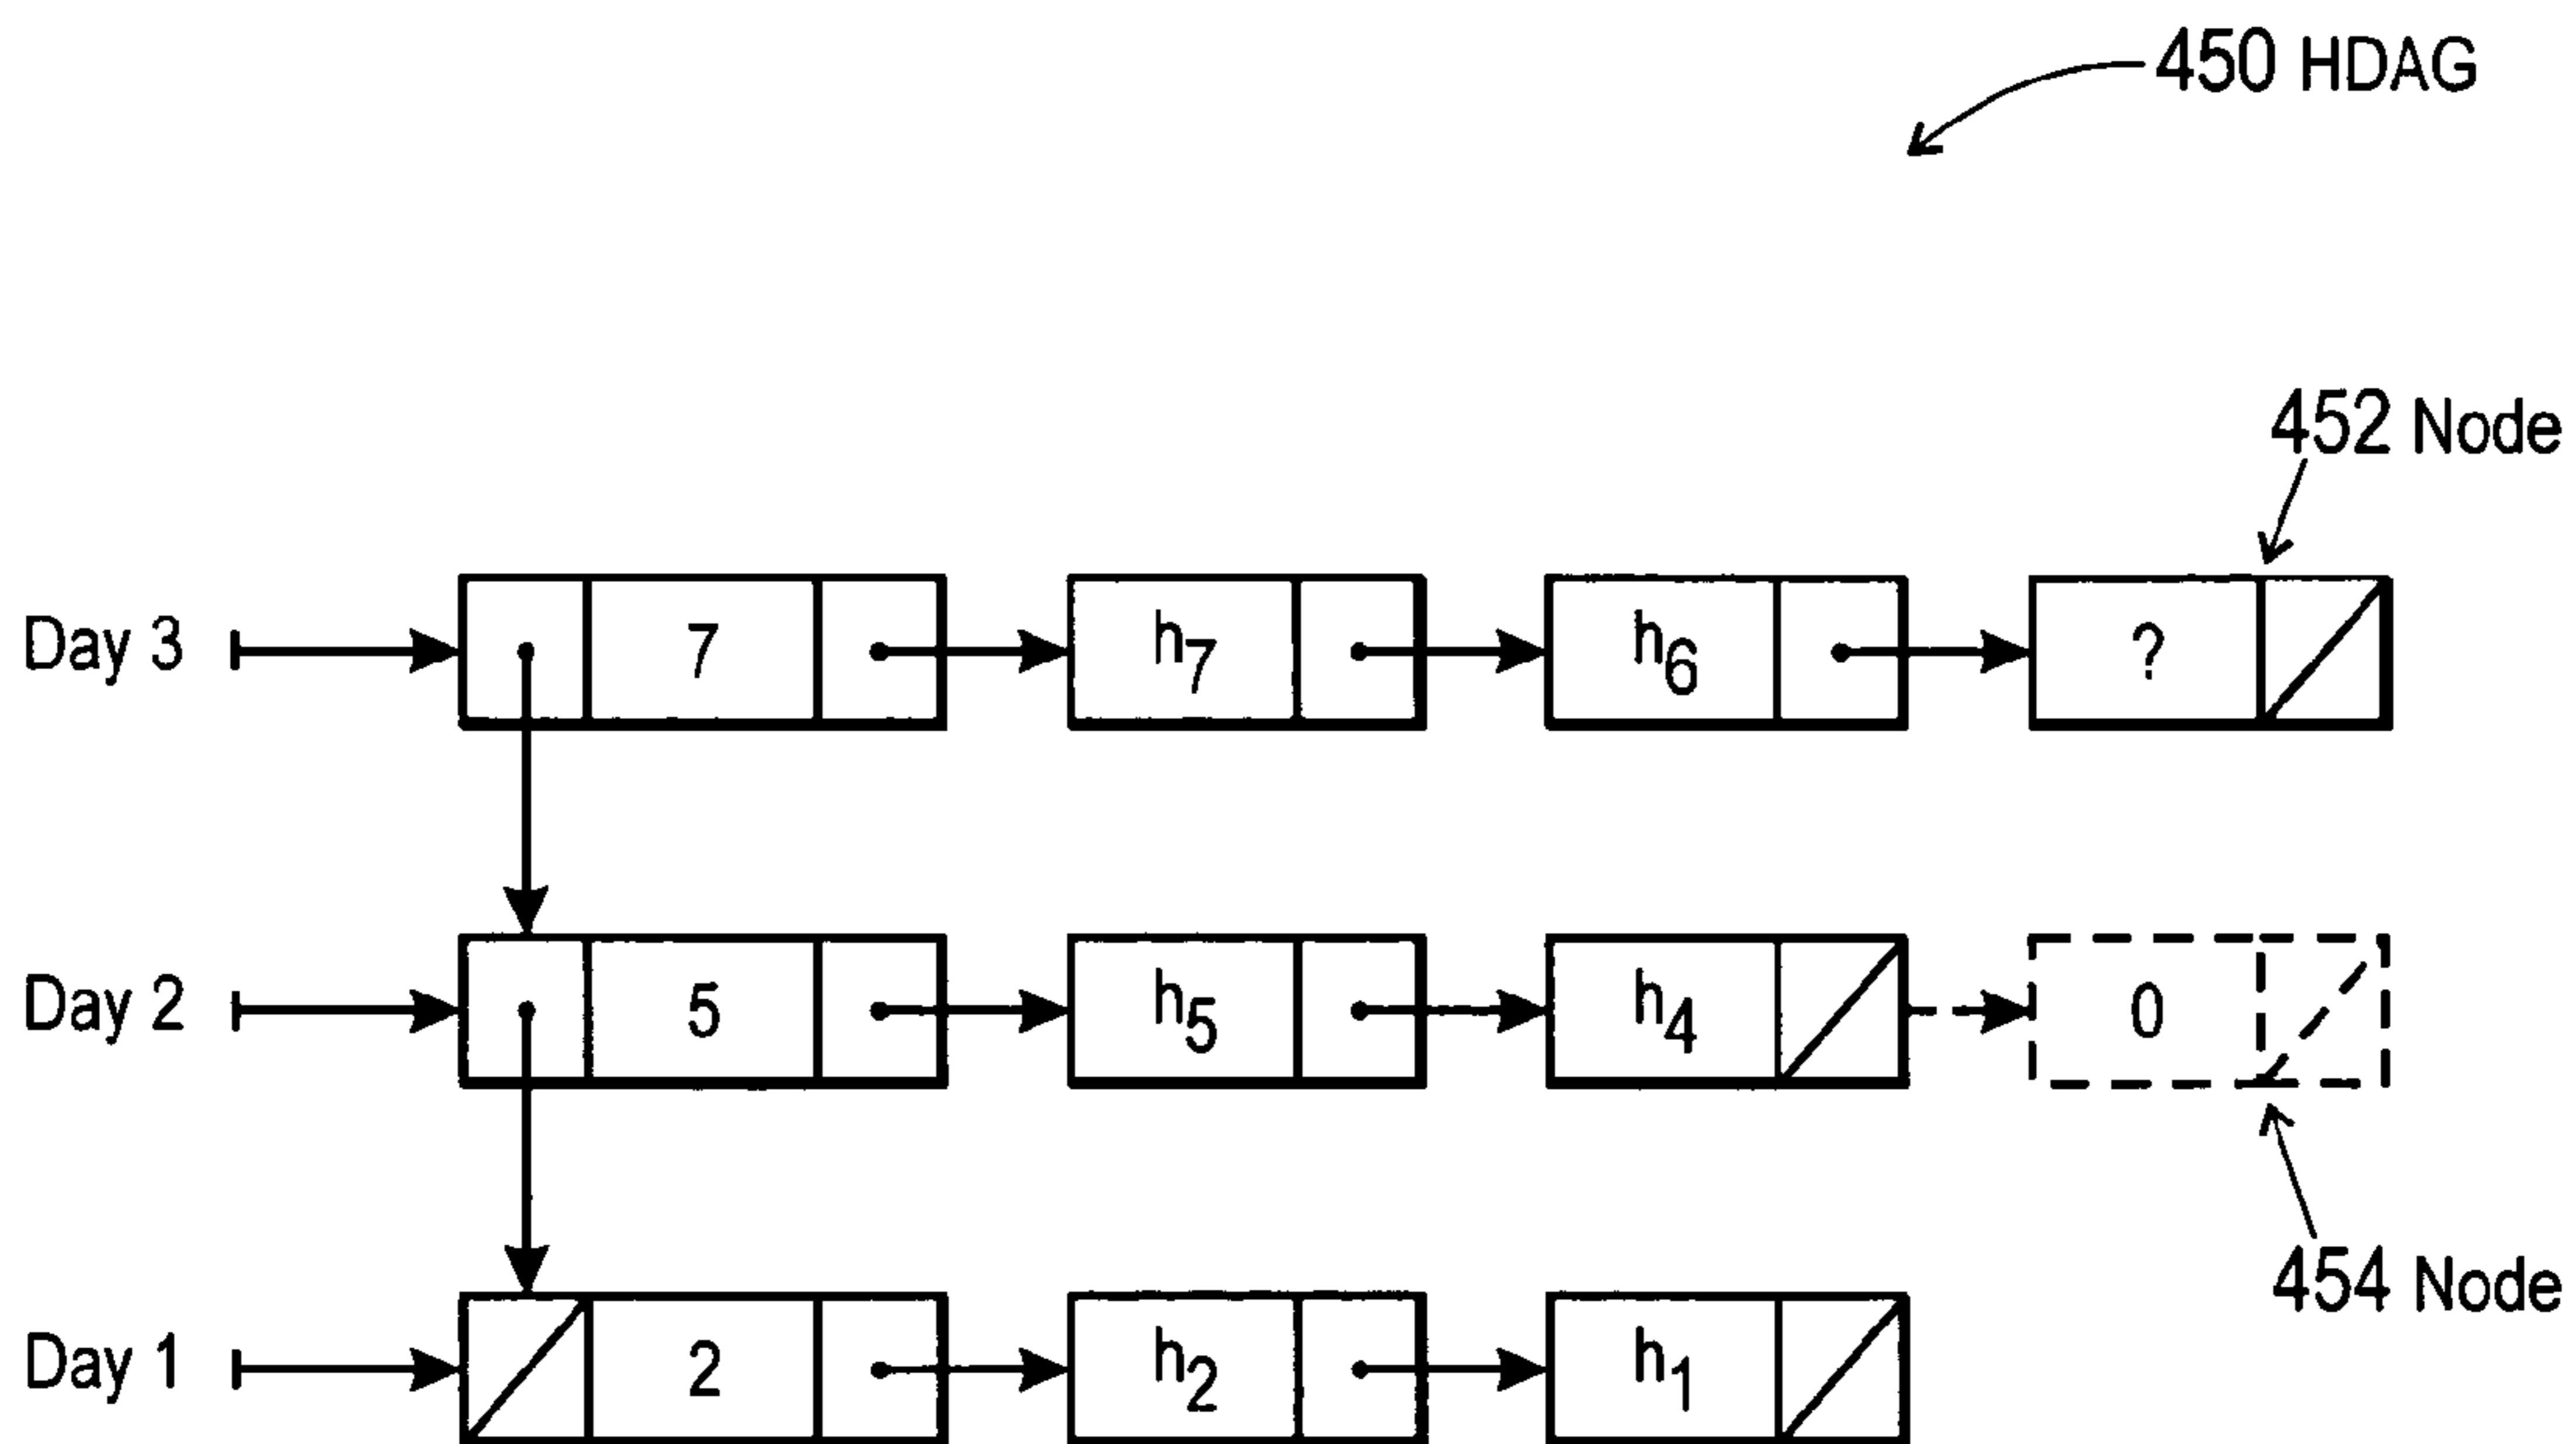 450 HDAG
452 Node
Day 3 7 h7 h6 ?
Day 2 5 h5 h4 0
454 Node
Day 1 2 h2 h1